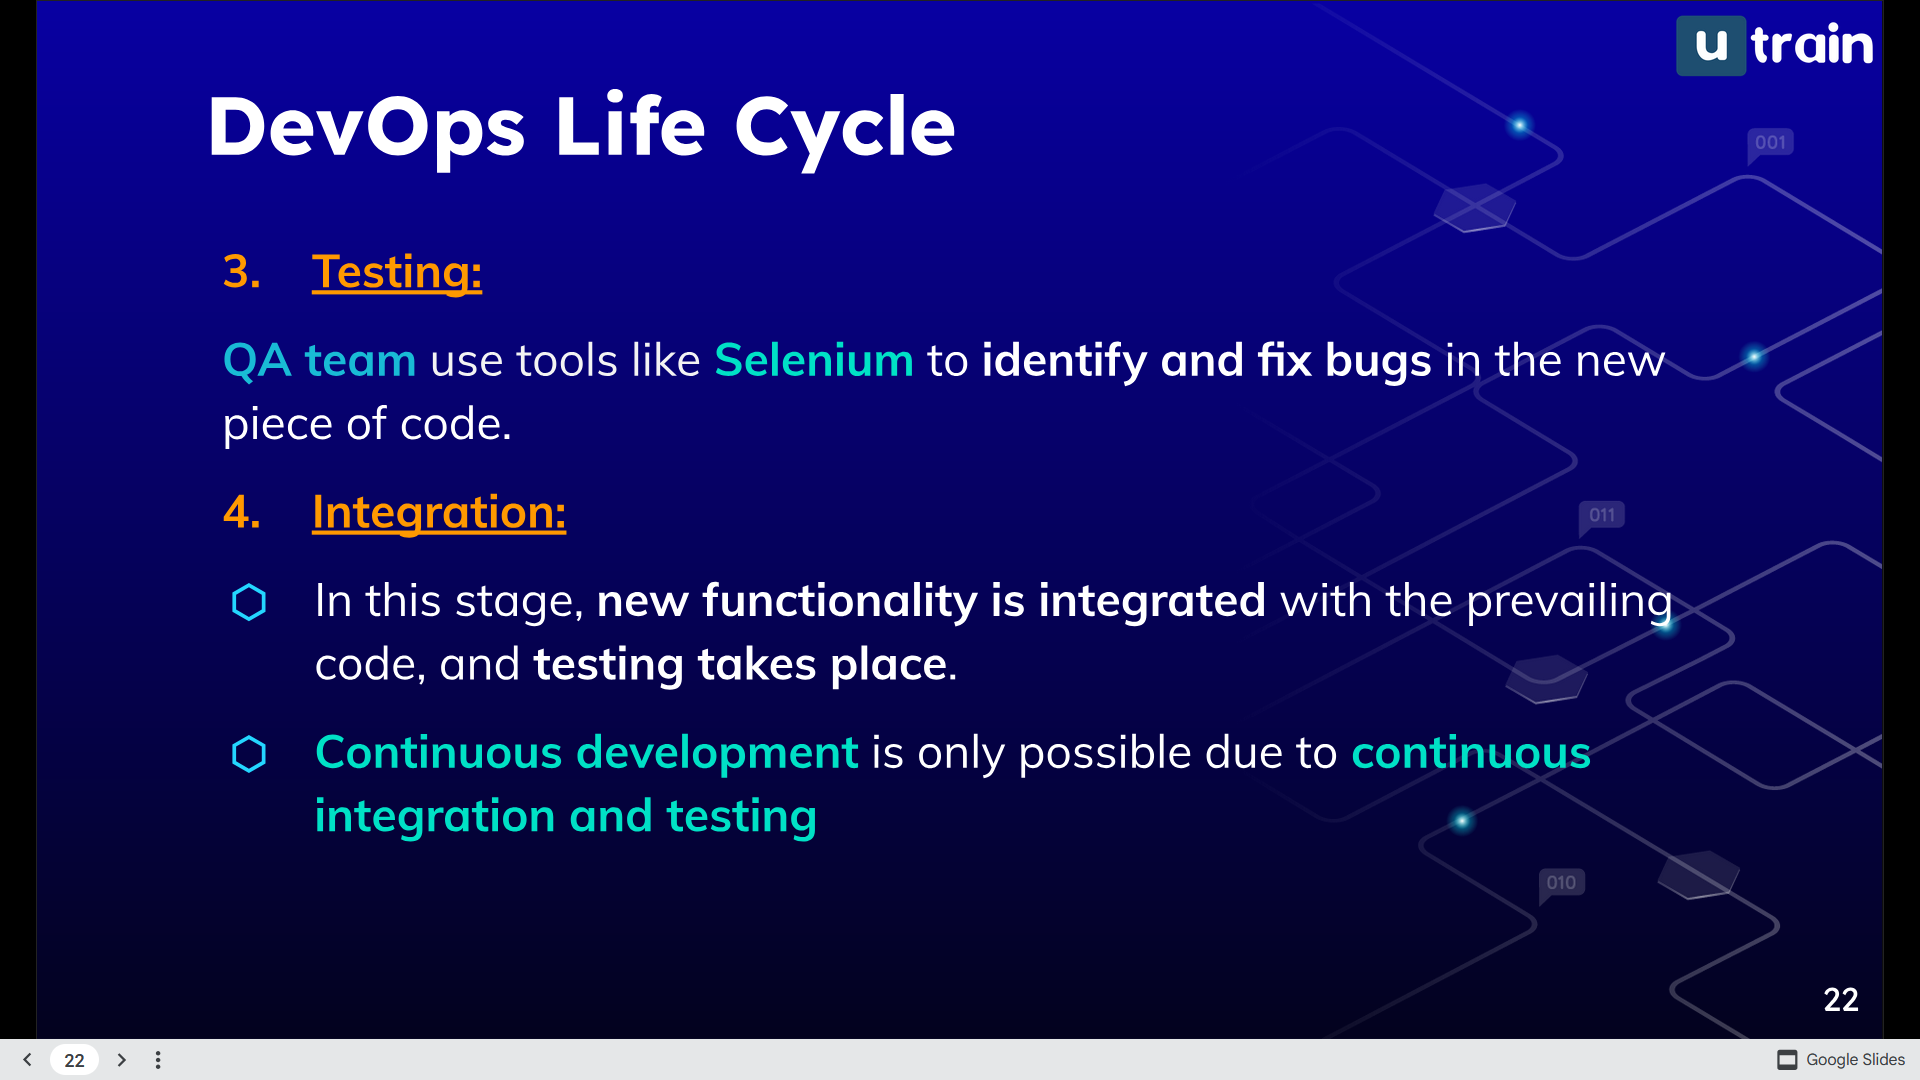 u train
DevOps Life Cycle
001
3. Testing:
QA team use tools like Selenium to identify and fix bugs in the new
piece of code.
4. Integration:
011
In this stage, new functionality is integrated with the prevailing
code, and testing takes place.
Continuous development is only possible due to continuous
integration and testing
010
22
22
Google Slides